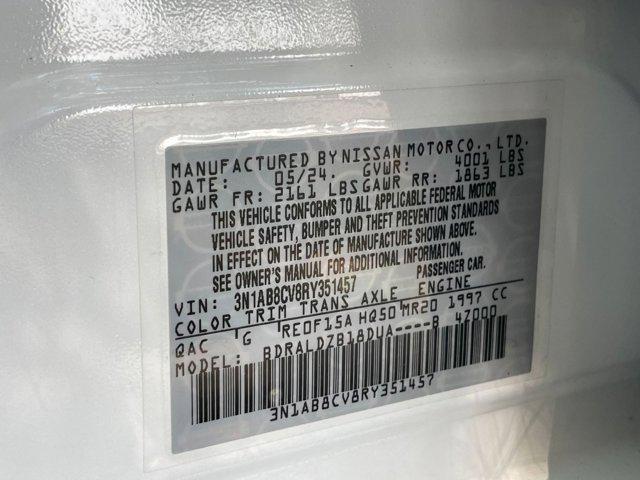 MANUFACTURED BY NISSAN MOTOR CO., LTD.
DATE: 05/24. GVWR: 4001 LBS
GAWR FR: 2161 LBS GAWR RR: 1863 LBS
THIS VEHICLE CONFORMS TO ALL APPLICABLE FEDERAL MOTOR
VEHICLE SAFETY, BUMPER AND THEFT PREVENTION STANDARDS
IN EFFECT ON THE DATE OF MANUFACTURE SHOWN ABOVE.
SEE OWNER'S MANUAL FOR ADDITIONAL INFORMATION.
VIN: 3N1AB8CV8RY351457 PASSENGER CAR.
COLOR TRIM TRANS AXLE ENGINE
QAC G RE0F15A HQ50 MR20 1997 CC
MODEL: BDRALDZB18DUA----B 4Z000
3N1AB8CV8RY351457